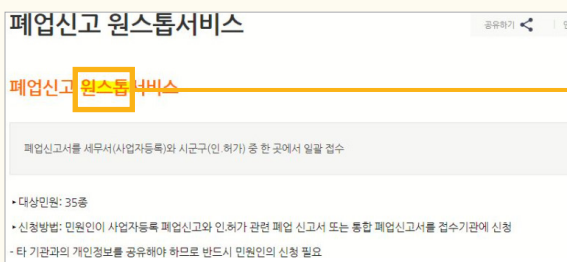 폐업신고 원스톱서비스
공유하기
폐업신고 원스톱서비스
폐업신고서를 세무서(사업자등록)와 시군구(인.허가) 중 한 곳에서 일괄 접수
▸대상민원: 35종
▸신청방법: 민원인이 사업자등록 폐업신고와 인.허가 관련 폐업 신고서 또는 통합 폐업신고서를 접수기관에 신청
- 타 기관과의 개인정보를 공유해야 하므로 반드시 민원인의 신청 필요